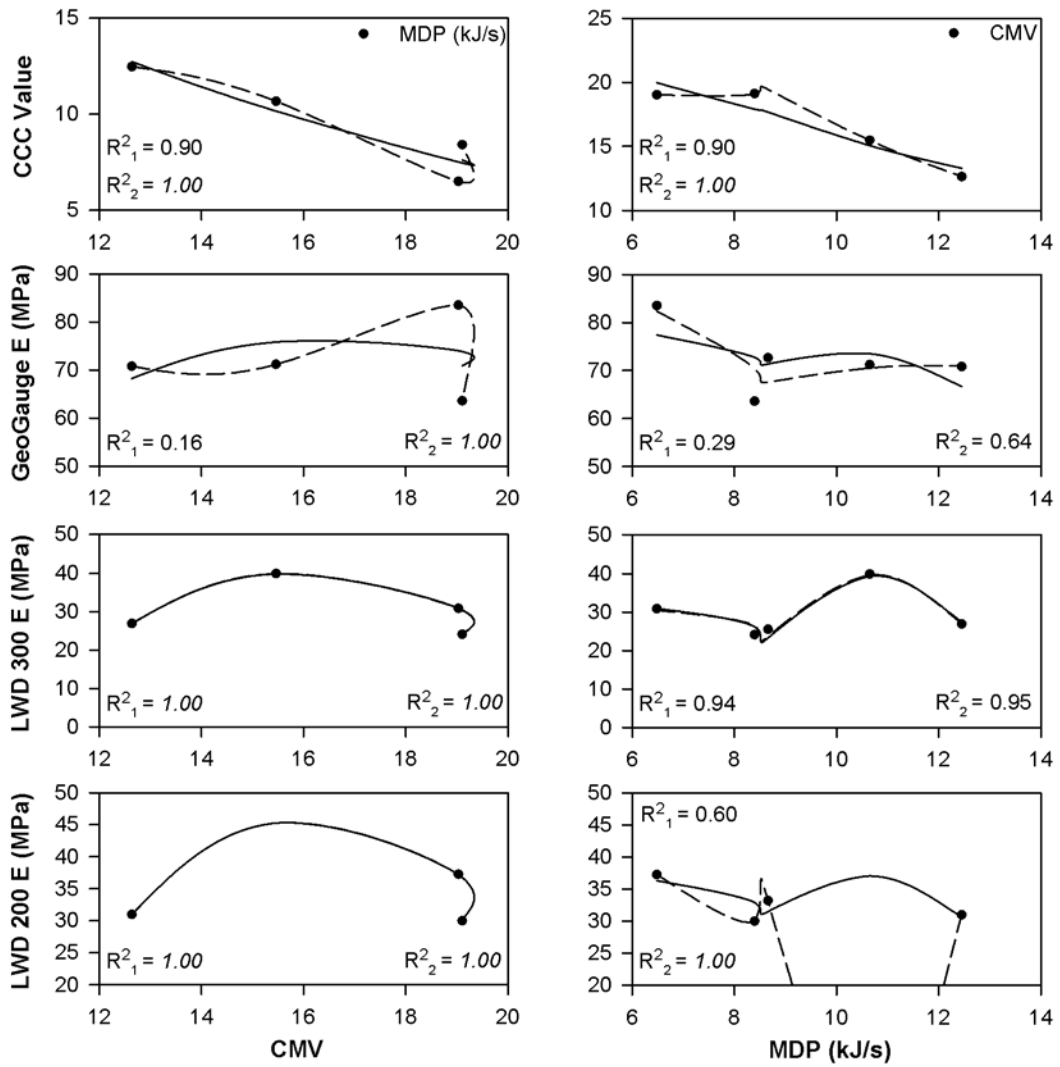 CCC Value
15
10
5
MDP (kJ/s)
R²₁ = 0.90
R²₂ = 1.00
12 14 16 18 20
25
20
15
10
CMV
R²₁ = 0.90
R²₂ = 1.00
6 8 10 12 14
GeoGauge E (MPa)
90
80
70
60
50
R²₁ = 0.16
R²₂ = 1.00
12 14 16 18 20
90
80
70
60
50
R²₁ = 0.29
R²₂ = 0.64
6 8 10 12 14
LWD 300 E (MPa)
50
40
30
20
10
0
R²₁ = 1.00
R²₂ = 1.00
12 14 16 18 20
50
40
30
20
10
0
R²₁ = 0.94
R²₂ = 0.95
6 8 10 12 14
LWD 200 E (MPa)
50
45
40
35
30
25
20
R²₁ = 1.00
R²₂ = 1.00
12 14 16 18 20
CMV
50
45
40
35
30
25
20
R²₁ = 0.60
R²₂ = 1.00
6 8 10 12 14
MDP (kJ/s)